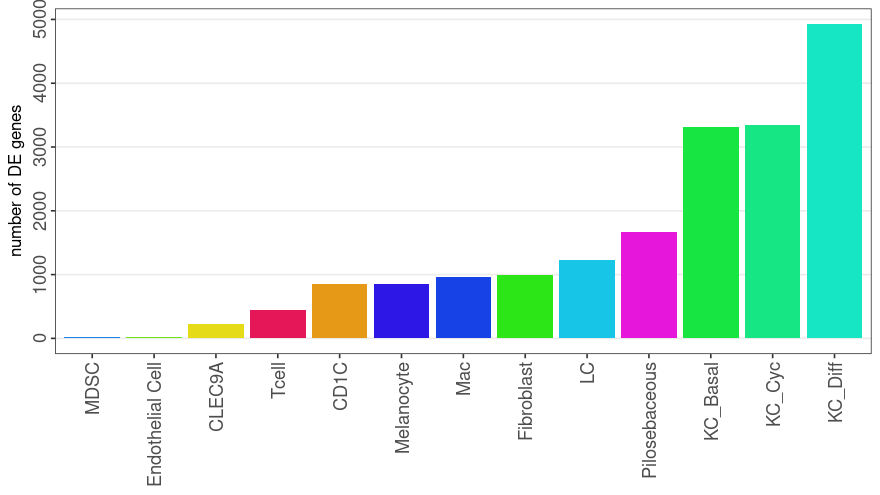 number of DE genes
5000
4000
3000
2000
1000
0
MDSC
Endothelial Cell
CLEC9A
Tcell
CD1C
Melanocyte
Mac
Fibroblast
LC
Pilosebaceous
KC_Basal
KC_Cyc
KC_Diff